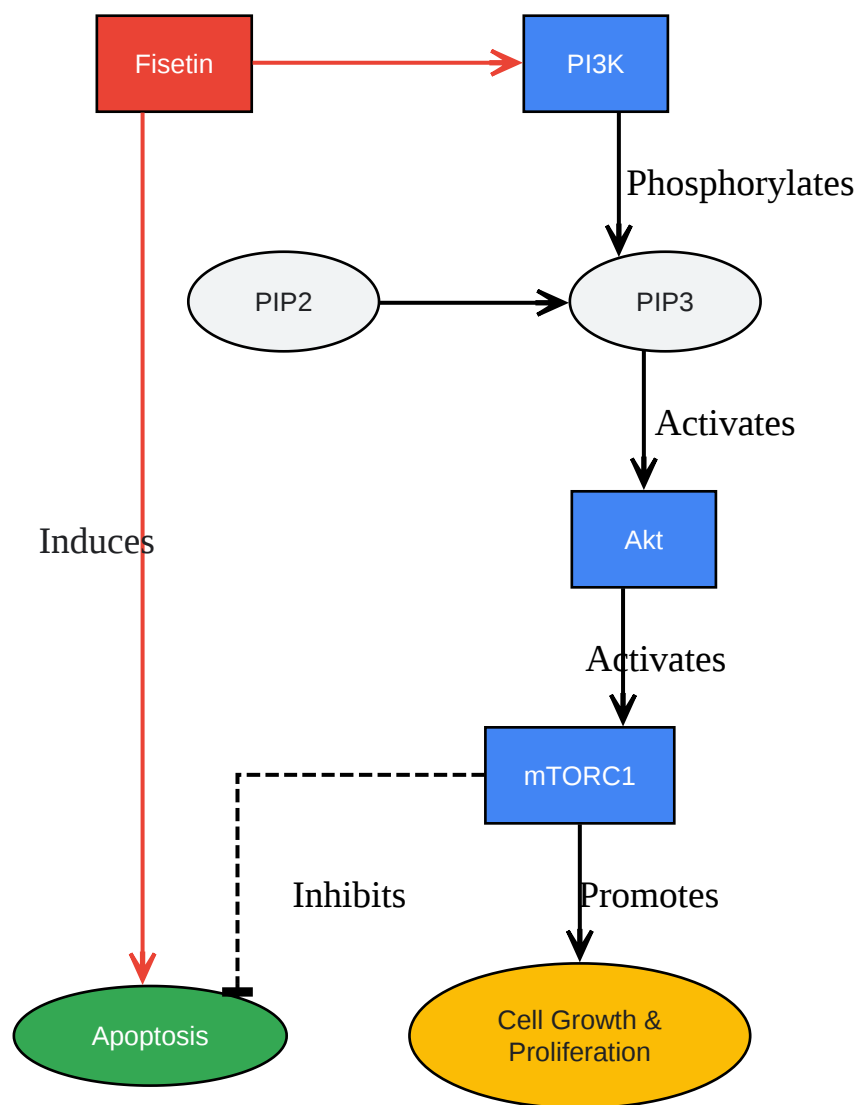 Fisetin
PI3K
Phosphorylates
PIP2
PIP3
Activates
Induces
Akt
Activates
mTORC1
Inhibits
Promotes
Apoptosis
Cell Growth &
Proliferation